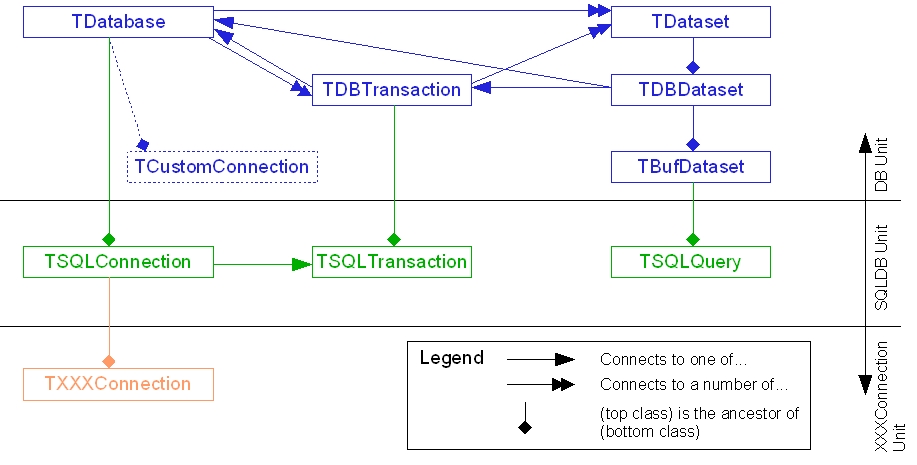 TDatabase
TDataset
TDBTransaction
TDBDataset
TCustomConnection
TBufDataset
DB Unit
TSQLConnection
TSQLTransaction
TSQLQuery
SQLDB Unit
TXXXConnection
XXXConnection
Unit
Legend
Connects to one of...
Connects to a number of...
(top class) is the ancestor of
(bottom class)